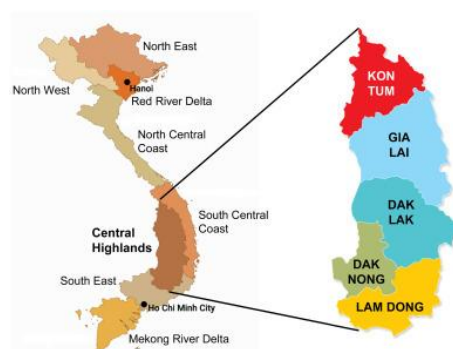 North East
Hanoi
North West
Red River Delta
North Central
Coast
Central
Highlands
South Central
Coast
South East
Ho Chi Minh City
Mekong River Delta
KON
TUM
GIA
LAI
DAK
LAK
DAK
NONG
LAM DONG